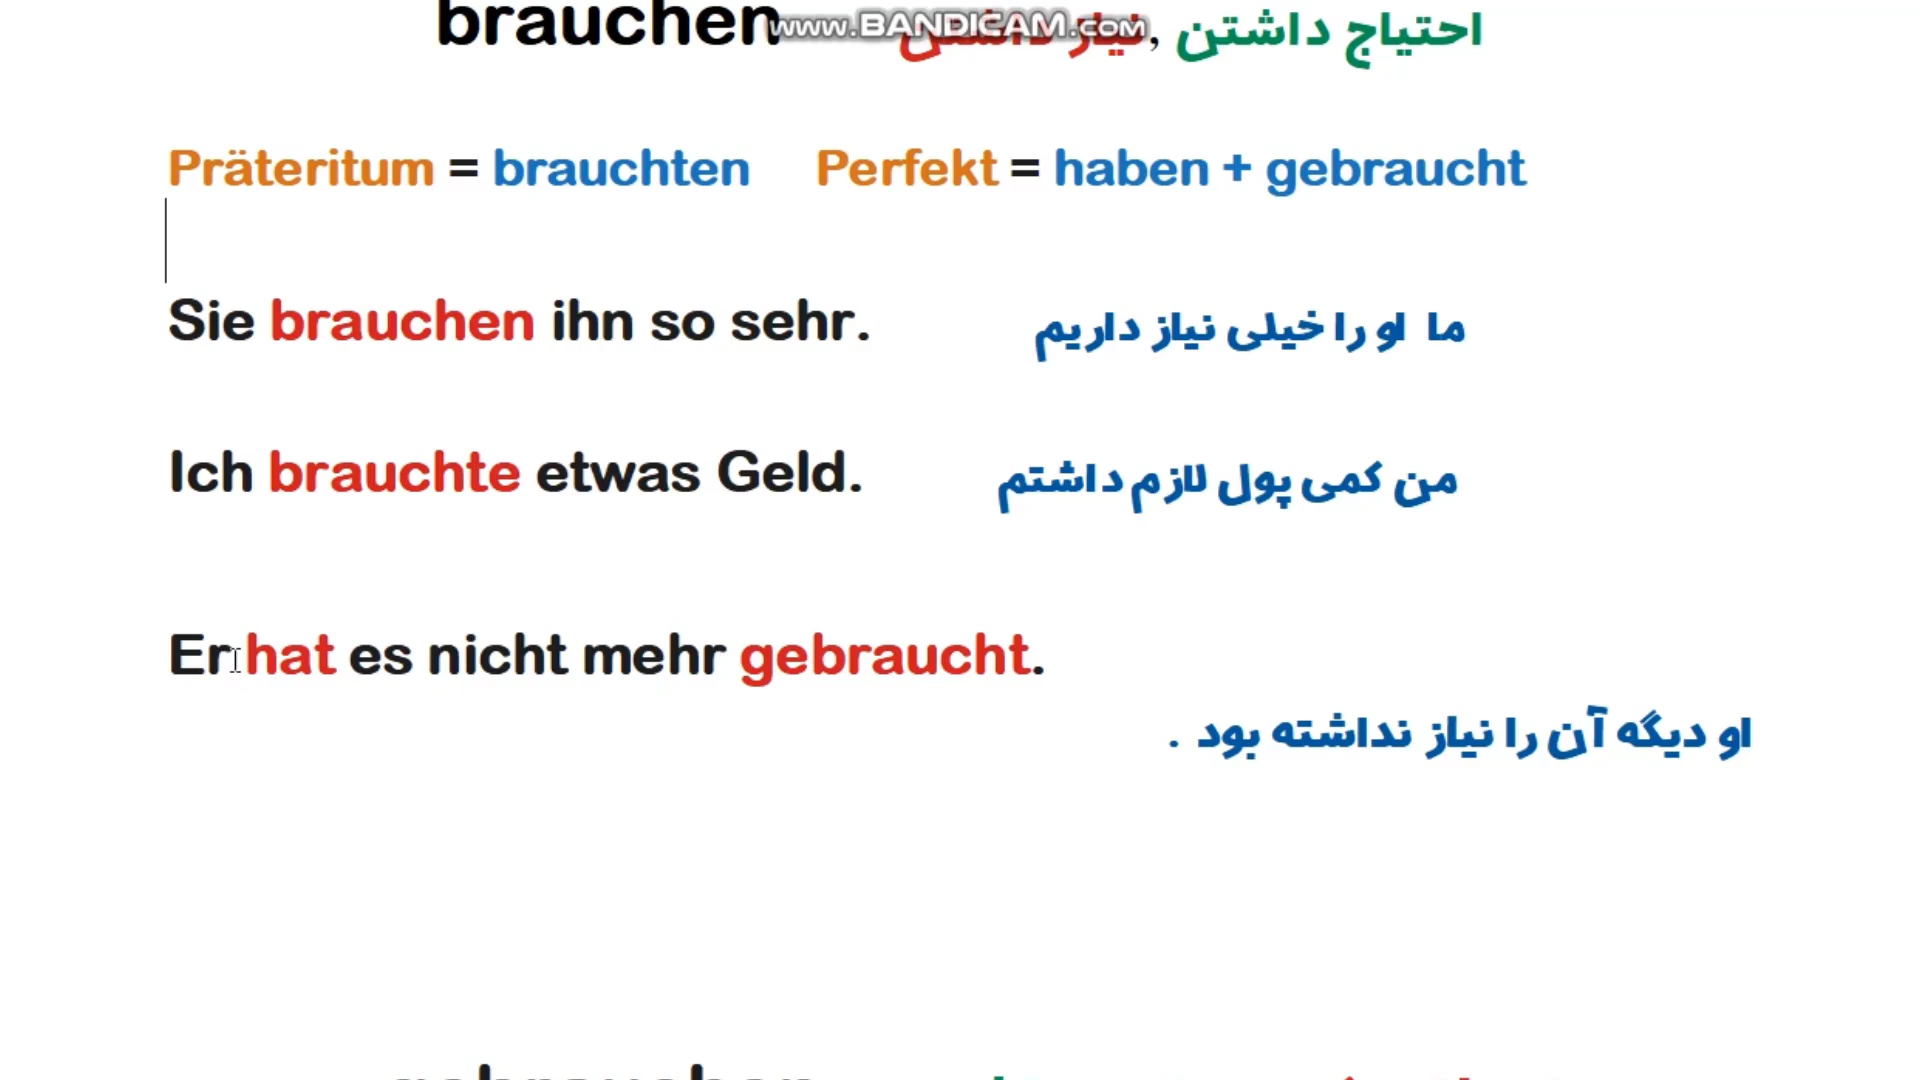 brauchen www.BANDICAM.com نیاز داشتن , احتیاج داشتن
Präteritum = brauchten Perfekt = haben + gebraucht
Sie brauchen ihn so sehr. ما او را خیلی نیاز داریم
Ich brauchte etwas Geld. من کمی پول لازم داشتم
Er hat es nicht mehr gebraucht.
او دیگه آن را نیاز نداشته بود .